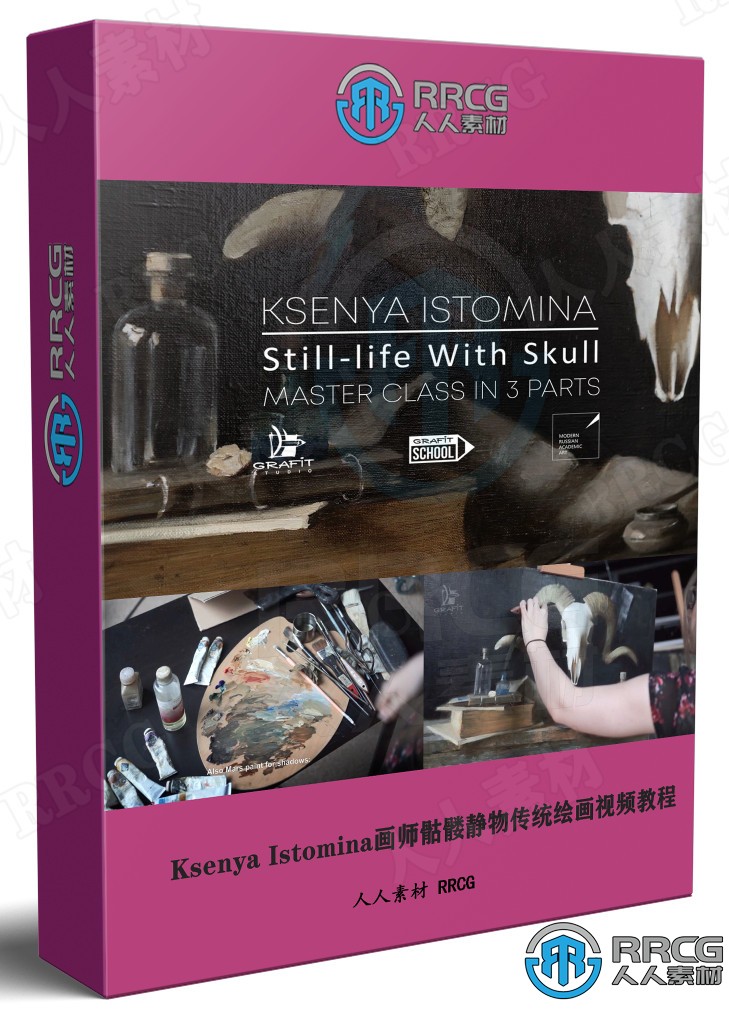 RRCG
人人素材
RRCG
人人素材
KSENYA ISTOMINA
Still-life With Skull
MASTER CLASS IN 3 PARTS
GRAFIT
STUDIO
GRAFIT
SCHOOL
MODERN
RUSSIAN
ACADEMIC
ART
GRAFIT
Also Mars paint for shadows.
Ksenya Istomina画师骷髅静物传统绘画视频教程
人人素材 RRCG
RRCG
人人素材